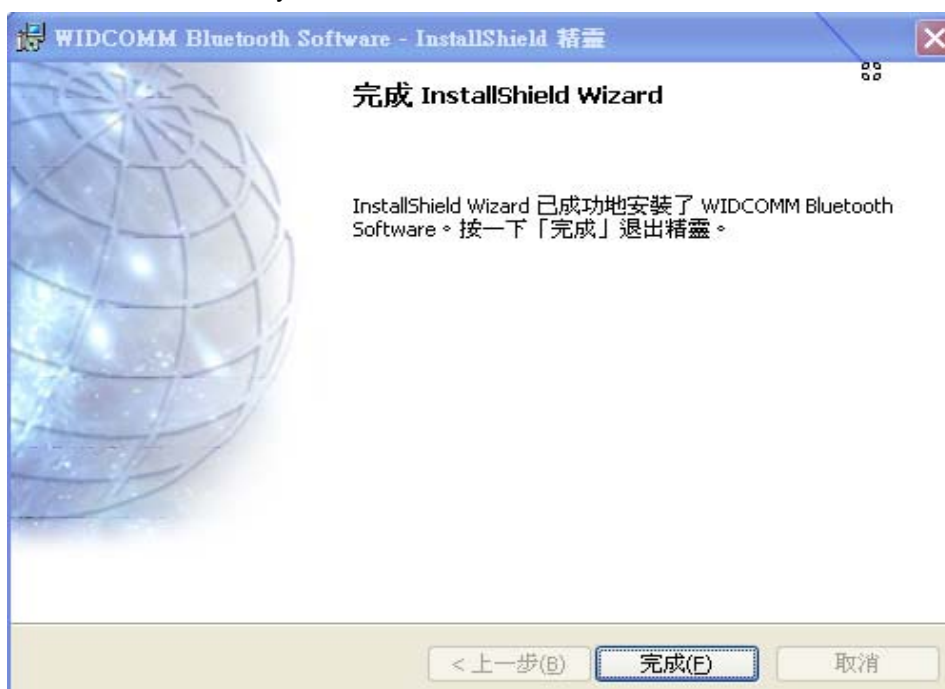 WIDCOMM Bluetooth Software - InstallShield 精靈
完成 InstallShield Wizard
InstallShield Wizard 已成功地安裝了 WIDCOMM Bluetooth
Software。按一下「完成」退出精靈。
< 上一步(B)
完成(F)
取消